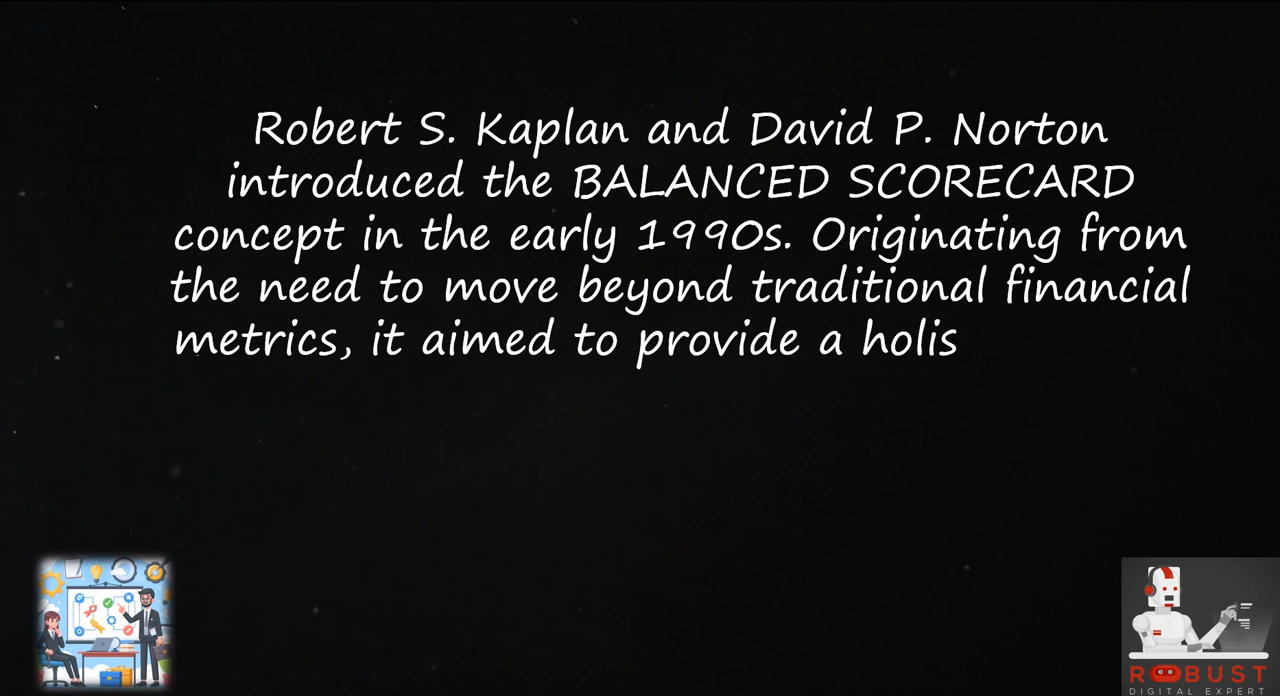 Robert S. Kaplan and David P. Norton
introduced the BALANCED SCORECARD
concept in the early 1990s. Originating from
the need to move beyond traditional financial
metrics, it aimed to provide a holis
ROBUST
DIGITAL EXPERT